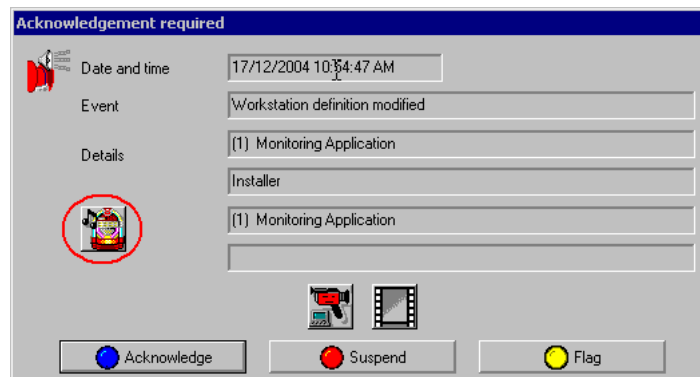 Acknowledgement required
Date and time 17/12/2004 10:54:47 AM
Event Workstation definition modified
Details (1) Monitoring Application
Installer
(1) Monitoring Application
Acknowledge Suspend Flag